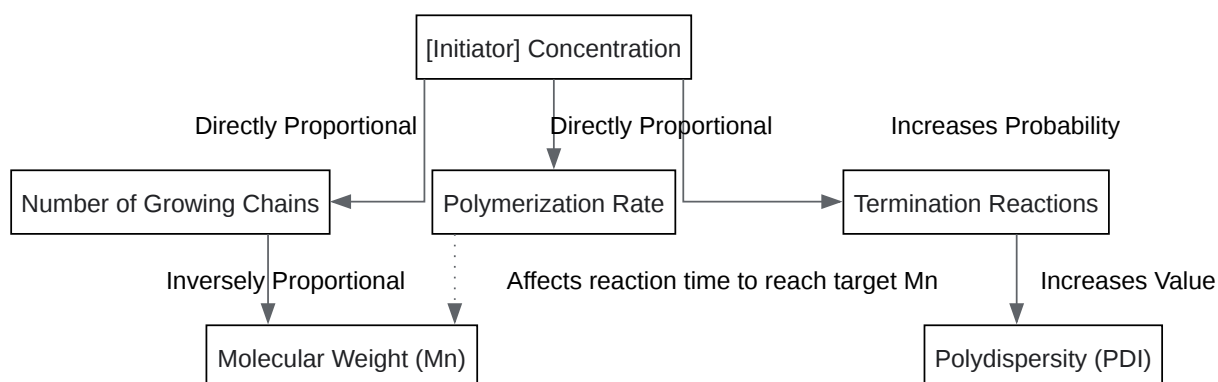 [Initiator] Concentration
Directly Proportional
Directly Proportional
Increases Probability
Number of Growing Chains
Polymerization Rate
Termination Reactions
Inversely Proportional
Affects reaction time to reach target Mn
Increases Value
Molecular Weight (Mn)
Polydispersity (PDI)